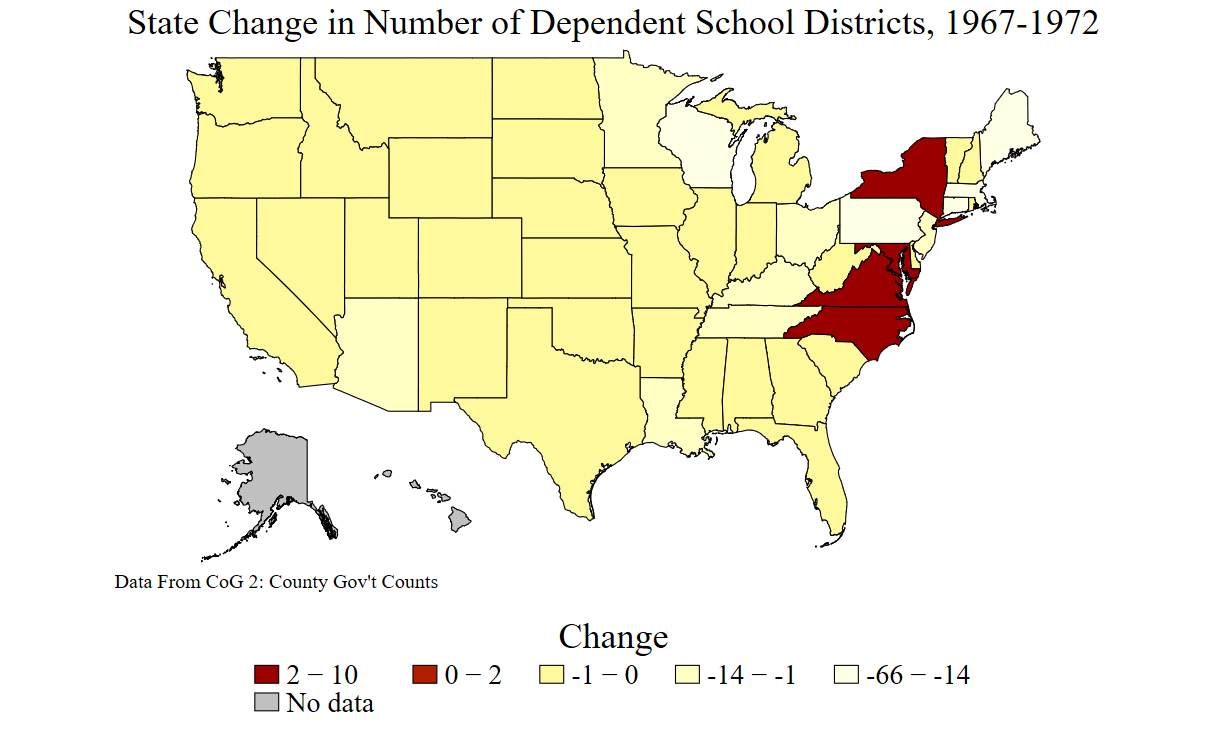 State Change in Number of Dependent School Districts, 1967-1972
Data From CoG 2: County Gov't Counts
Change
2 − 10 0 − 2 -1 − 0 -14 − -1 -66 − -14
No data